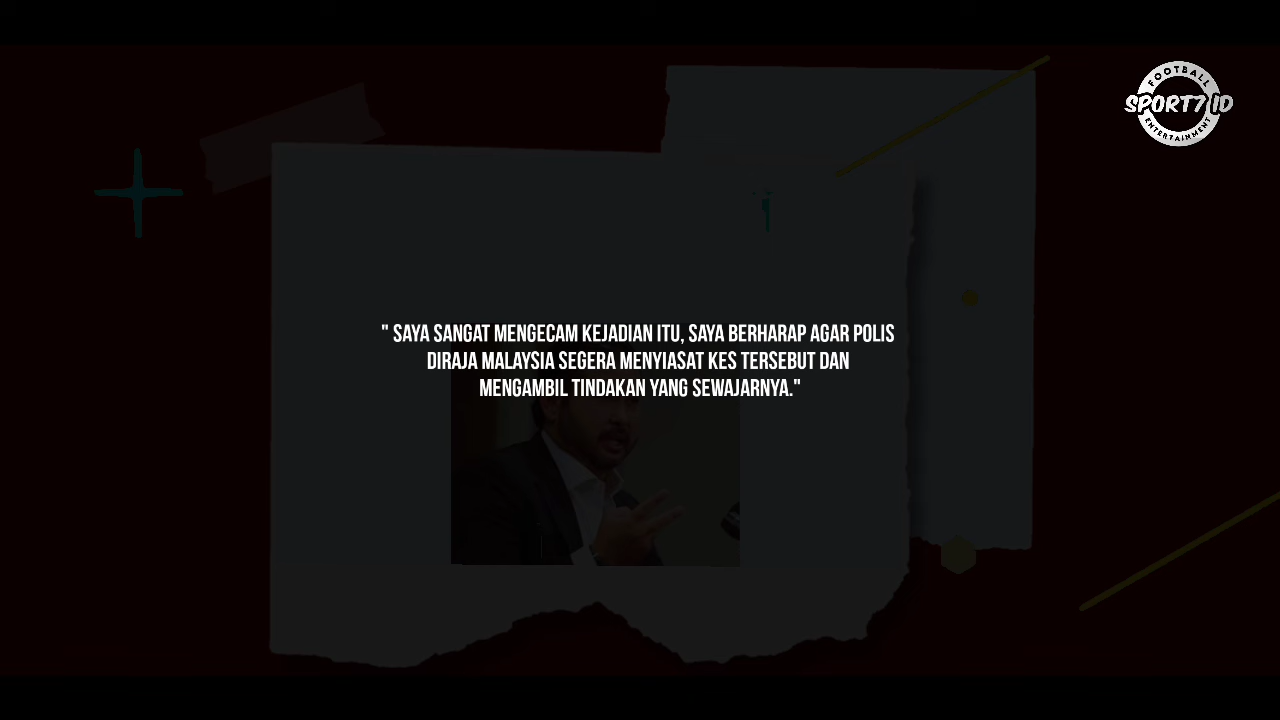 FOOTBALL
SPORT7 ID
ENTERTAINMENT
" SAYA SANGAT MENGECAM KEJADIAN ITU, SAYA BERHARAP AGAR POLIS
DIRAJA MALAYSIA SEGERA MENYIASAT KES TERSEBUT DAN
MENGAMBIL TINDAKAN YANG SEWAJARNYA."